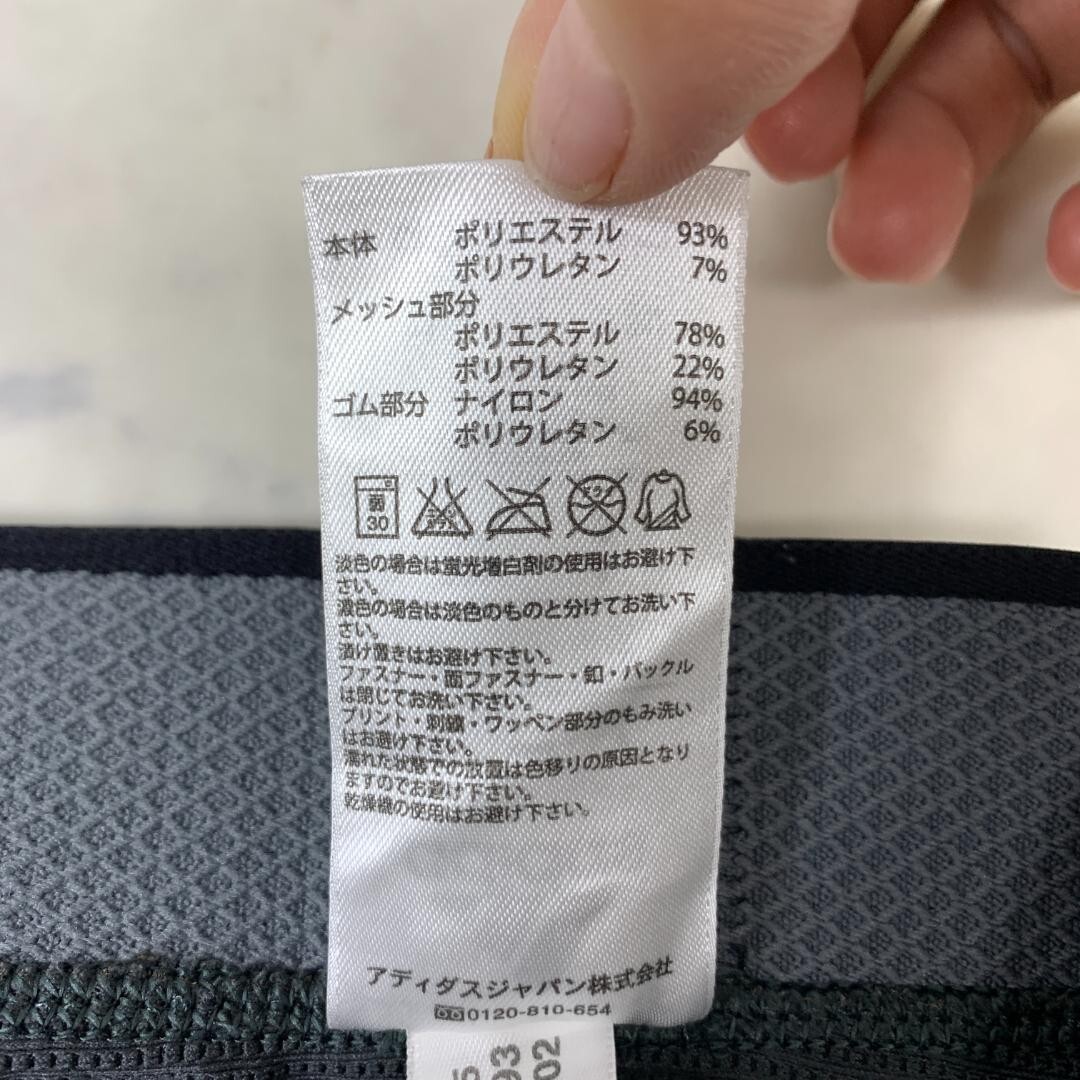 本体 ポリエステル 93%
ポリウレタン 7%
メッシュ部分
ポリエステル 78%
ポリウレタン 22%
ゴム部分 ナイロン 94%
ポリウレタン 6%
弱
30
淡色の場合は蛍光増白剤の使用はお避け下
さい。
濃色の場合は淡色のものと分けてお洗い下
さい。
漬け置きはお避け下さい。
ファスナー・面ファスナー・釦・バックル
は閉じてお洗い下さい。
プリント・刺繍・ワッペン部分のもみ洗い
はお避け下さい。
濡れた状態での放置は色移りの原因となり
ますのでお避け下さい。
乾燥機の使用はお避け下さい。
アディダスジャパン株式会社
0120-810-654
93
02